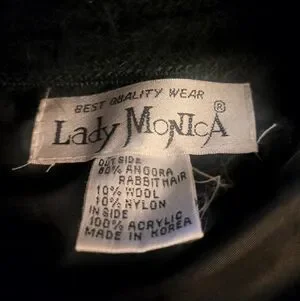 BEST QUALITY WEAR
Lady MONICA ®
OUTSIDE
80% ANGORA
RABBIT HAIR
10% WOOL
10% NYLON
INSIDE
100% ACRYLIC
MADE IN KOREA